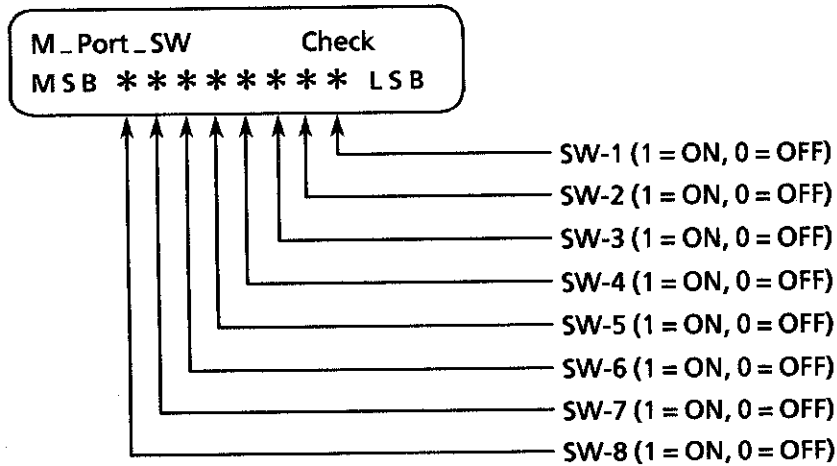 M_Port_SW Check
MSB ******** LSB
SW-1 (1 = ON, 0 = OFF)
SW-2 (1 = ON, 0 = OFF)
SW-3 (1 = ON, 0 = OFF)
SW-4 (1 = ON, 0 = OFF)
SW-5 (1 = ON, 0 = OFF)
SW-6 (1 = ON, 0 = OFF)
SW-7 (1 = ON, 0 = OFF)
SW-8 (1 = ON, 0 = OFF)